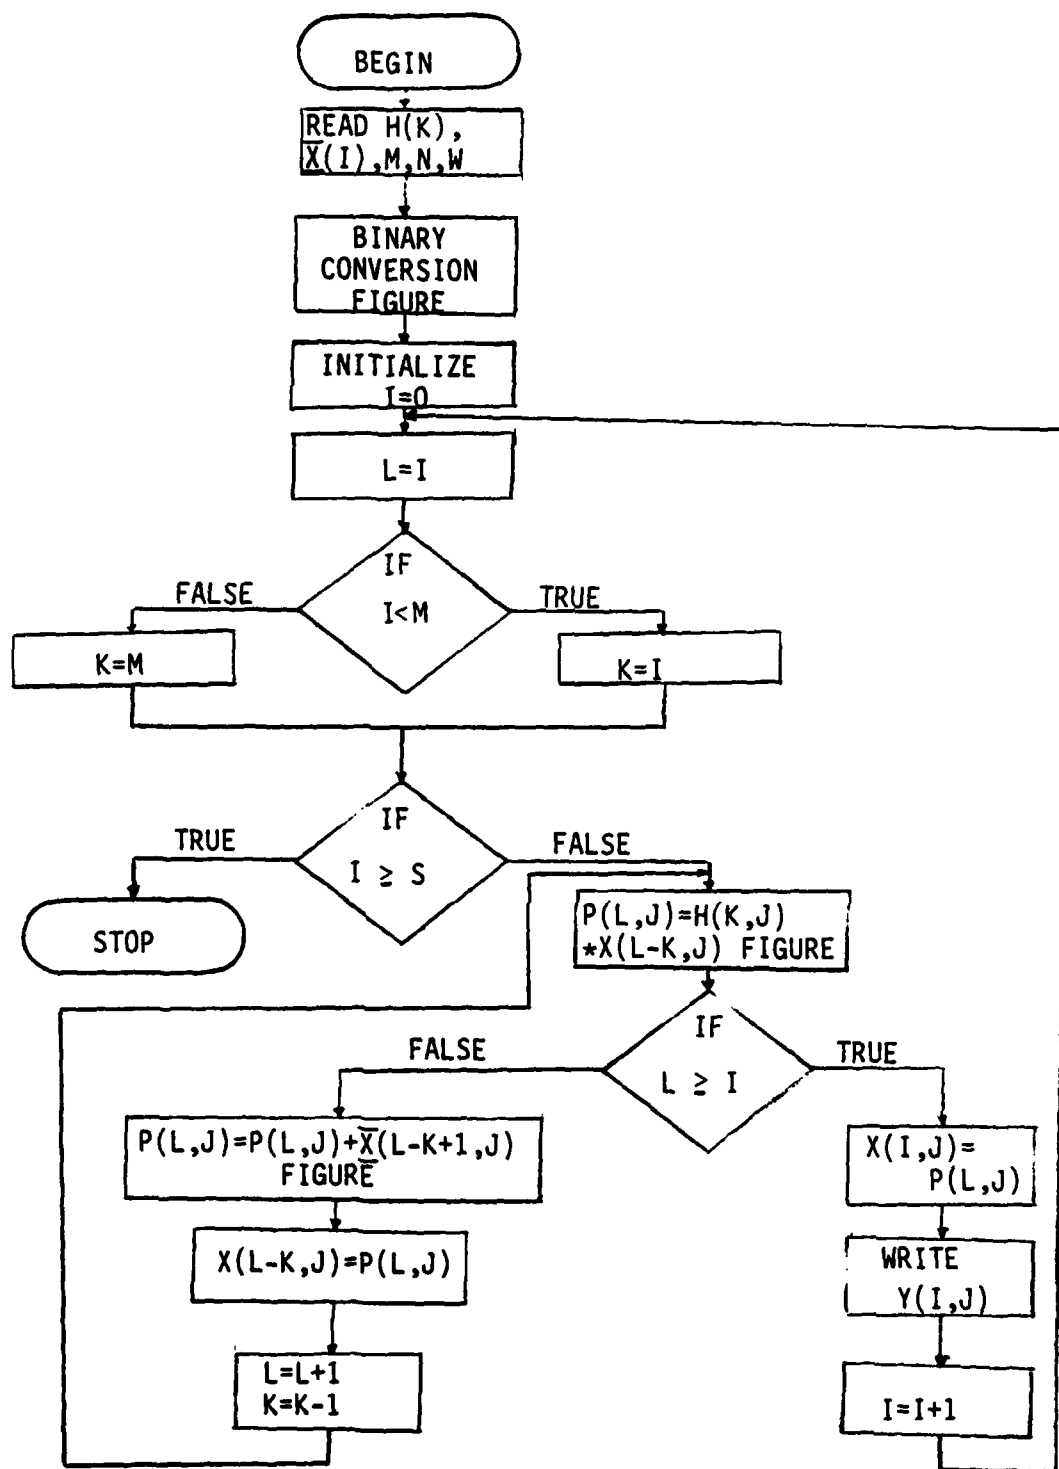 BEGIN
READ H(K),
X̅(I),M,N,W
BINARY
CONVERSION
FIGURE
INITIALIZE
I=0
L=I
IF
I<M
FALSE
TRUE
K=M
K=I
IF
I ≥ S
TRUE
FALSE
STOP
P(L,J)=H(K,J)
*X(L-K,J) FIGURE
IF
L ≥ I
FALSE
TRUE
P(L,J)=P(L,J)+X̅(L-K+1,J)
FIGURE
X(I,J)=
P(L,J)
X(L-K,J)=P(L,J)
WRITE
Y(I,J)
L=L+1
K=K-1
I=I+1